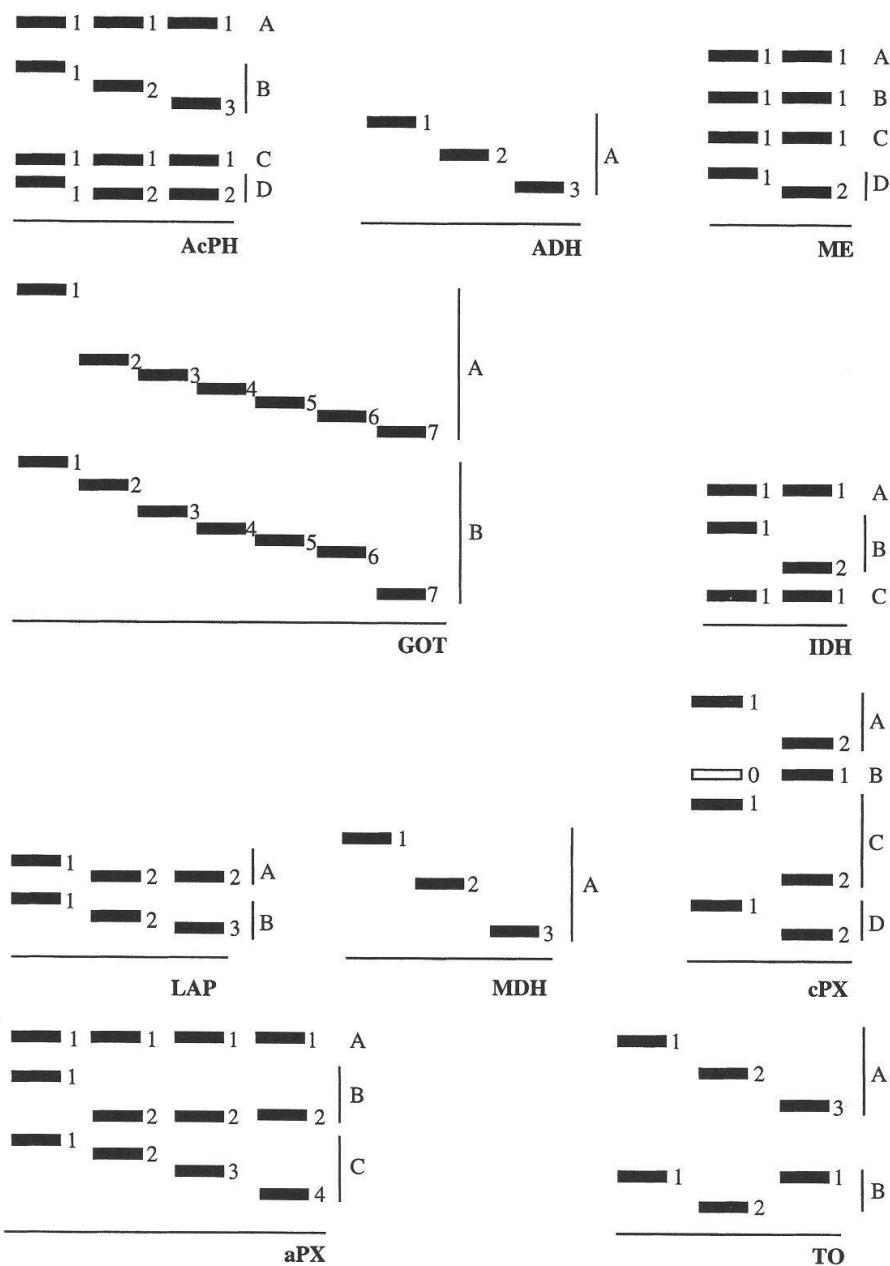 1 1 1 A
1 2 3 B
1 1 1 C
1 2 2 D
AcPH
1 2 3 A
ADH
1 1 A
1 1 B
1 1 C
1 2 D
ME
1 2 3 4 5 6 7 A
1 2 3 4 5 6 7 B
GOT
1 1 A
1 2 B
1 1 C
IDH
1 2 2 A
1 2 3 B
LAP
1 2 3 A
MDH
1 2 A
0 1 B
1 2 C
1 2 D
cPX
1 1 1 1 A
1 2 2 2 B
1 2 3 4 C
aPX
1 2 3 A
1 2 1 B
TO